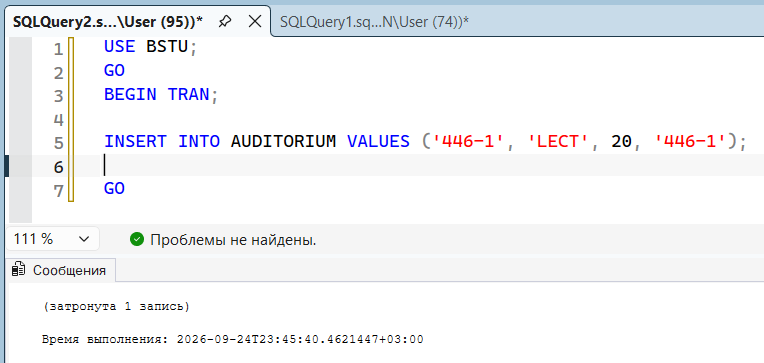 SQLQuery2.s...\User (95))*
SQLQuery1.sq...N\User (74))*
1 USE BSTU;
2 GO
3 BEGIN TRAN;
4
5 INSERT INTO AUDITORIUM VALUES ('446-1', 'LECT', 20, '446-1');
6
7 GO
111 %
Проблемы не найдены.
Сообщения
(затронута 1 запись)
Время выполнения: 2026-09-24T23:45:40.4621447+03:00